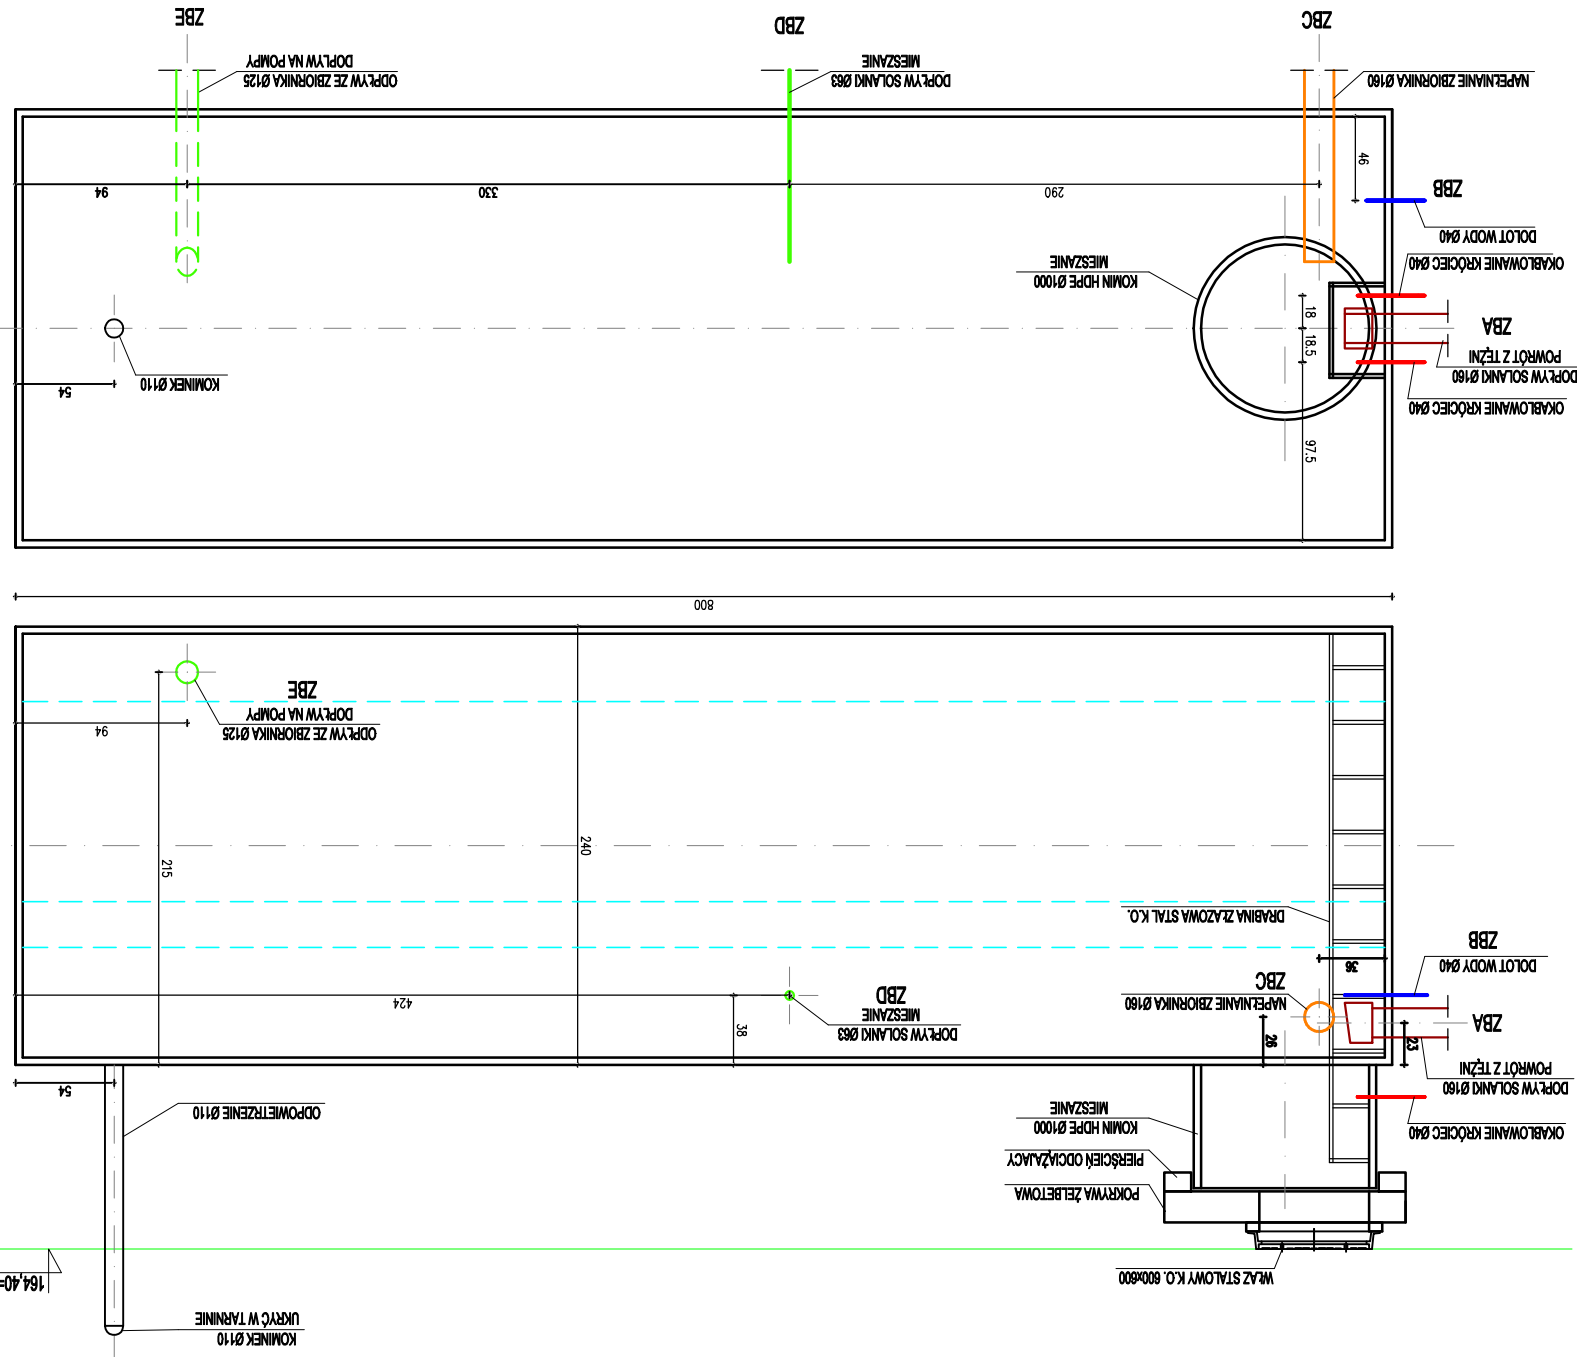 KOMINEK Ø110
UKRYĆ W TARNINIE
164,40=
WŁAZ STALOWY K.O. 600x600
POKRYWA ŻELBETOWA
PIERŚCIEŃ ODCIĄŻAJĄCY
KOMIN HDPE Ø1000
MIESZANIE
OKABLOWANIE KRÓCIEC Ø40
ODPOWIETRZENIE Ø110
54
DOPŁYW SOLANKI Ø160
POWRÓT Z TĘŻNI
ZBA
23
26
38
DOPŁYW SOLANKI Ø63
MIESZANIE
ZBD
424
NAPEŁNIANIE ZBIORNIKA Ø160
ZBC
DOLOT WODY Ø40
ZBB
36
DRABINA ZŁAZOWA STAL K.O.
215
240
ODPŁYW ZE ZBIORNIKA Ø125
DOPŁYW NA POMPY
ZBE
94
800
97.5
OKABLOWANIE KRÓCIEC Ø40
DOPŁYW SOLANKI Ø160
POWRÓT Z TĘŻNI
ZBA
18.5
18
KOMINEK Ø110
54
KOMIN HDPE Ø1000
MIESZANIE
OKABLOWANIE KRÓCIEC Ø40
DOLOT WODY Ø40
ZBB
46
290
330
94
NAPEŁNIANIE ZBIORNIKA Ø160
ZBC
DOPŁYW SOLANKI Ø63
MIESZANIE
ZBD
ODPŁYW ZE ZBIORNIKA Ø125
DOPLYW NA POMPY
ZBE